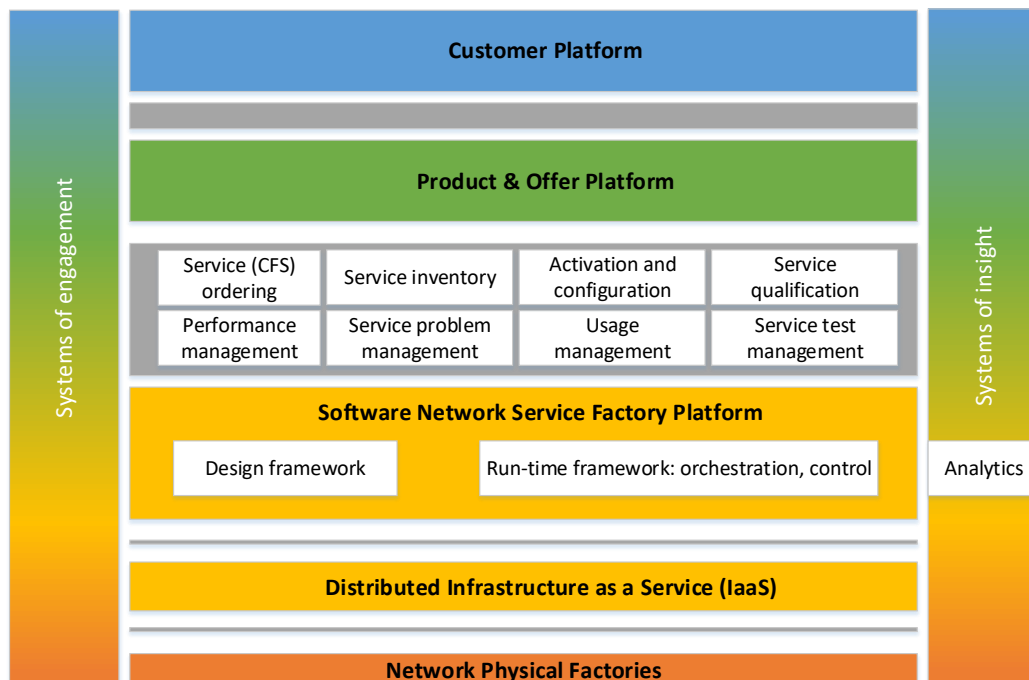 Customer Platform
Systems of engagement
Systems of insight
Product & Offer Platform
Service (CFS)
ordering
Service inventory
Activation and
configuration
Service
qualification
Performance
management
Service problem
management
Usage
management
Service test
management
Software Network Service Factory Platform
Design framework
Run-time framework: orchestration, control
Analytics
Distributed Infrastructure as a Service (IaaS)
Network Physical Factories